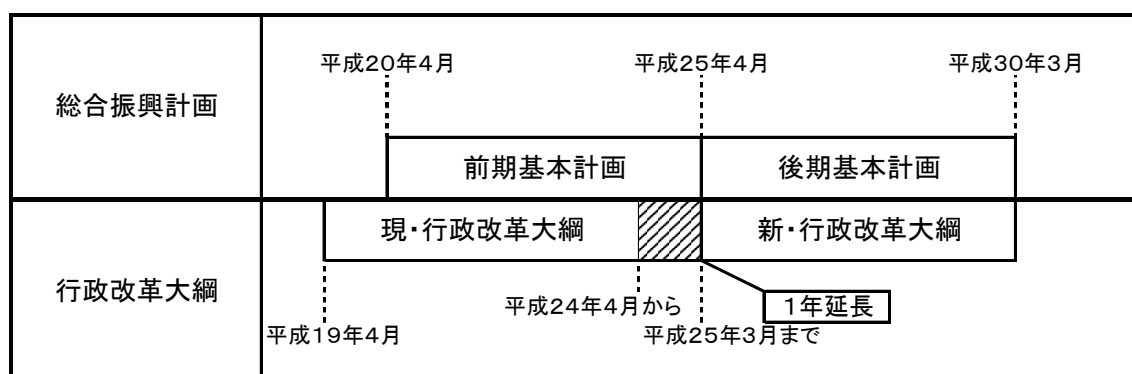 平成20年4月
平成25年4月
平成30年3月
総合振興計画
前期基本計画
後期基本計画
現・行政改革大綱
新・行政改革大綱
行政改革大綱
平成24年4月から
1年延長
平成19年4月
平成25年3月まで